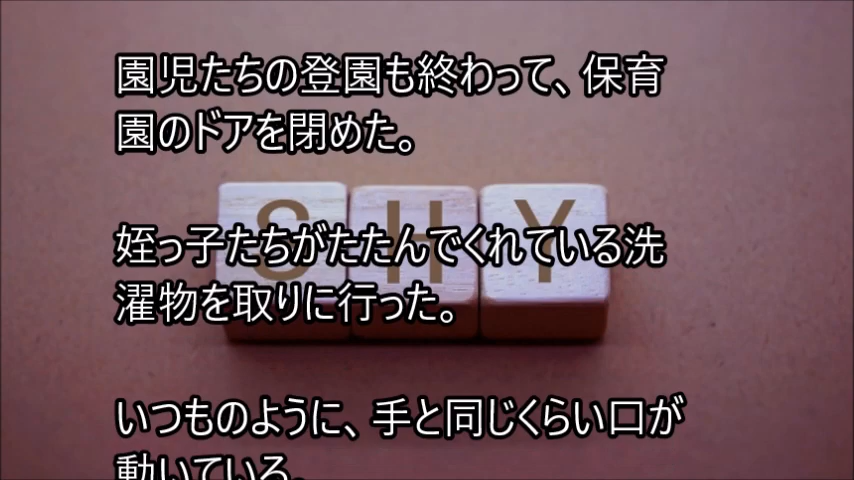 園児たちの登園も終わって、保育
園のドアを閉めた。
SHY
姪っ子たちがたたんでくれている洗
濯物を取りに行った。
いつものように、手と同じくらい口が
動いている。